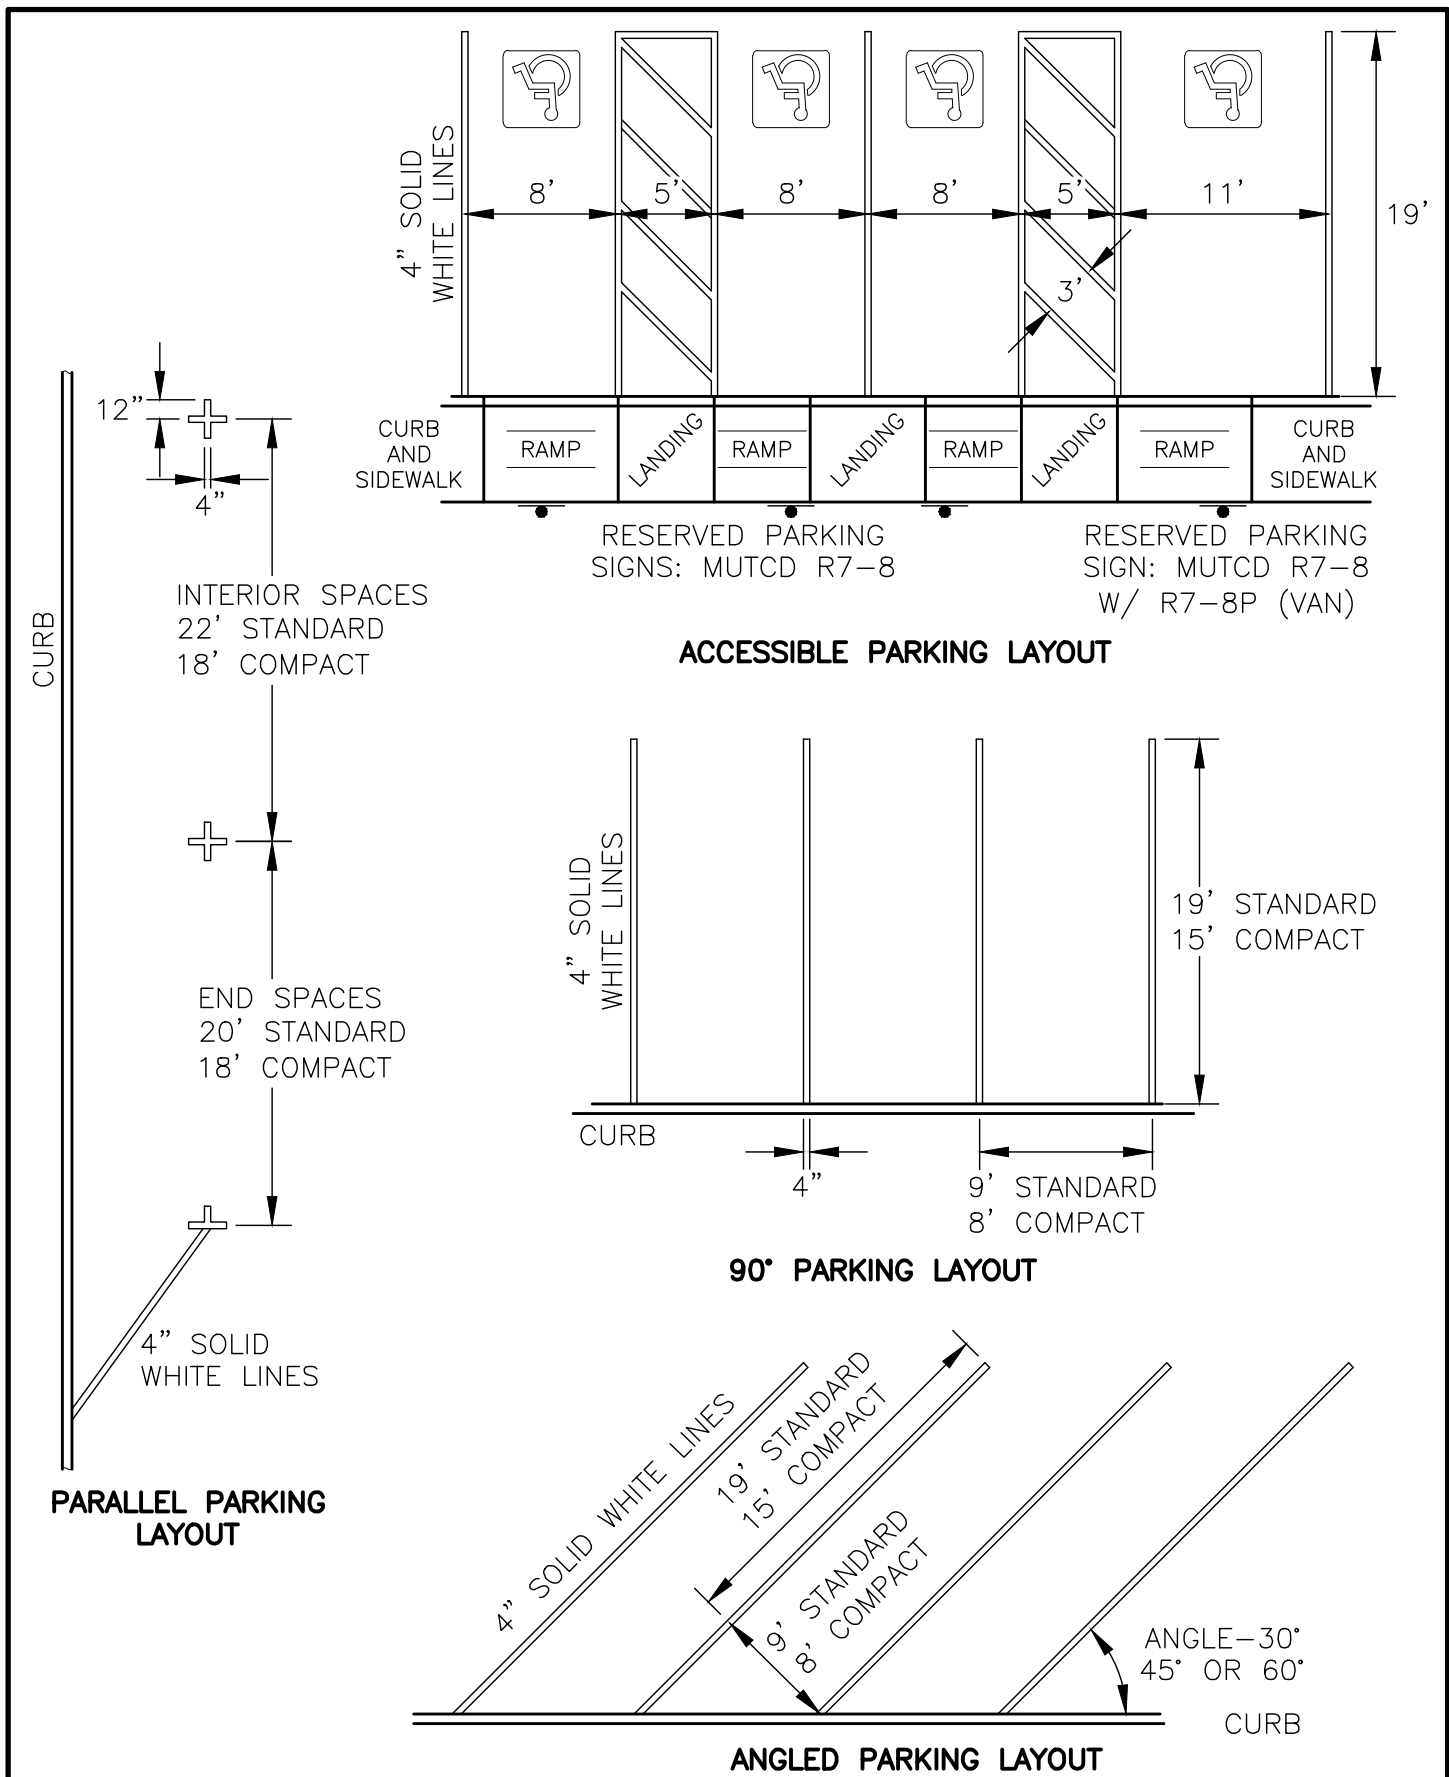 4" SOLID
WHITE LINES
8'
5'
8'
8'
5'
11'
19'
3'
CURB
AND
SIDEWALK
RAMP
LANDING
RAMP
LANDING
RAMP
LANDING
RAMP
CURB
AND
SIDEWALK
RESERVED PARKING
SIGNS: MUTCD R7-8
RESERVED PARKING
SIGN: MUTCD R7-8
W/ R7-8P (VAN)
ACCESSIBLE PARKING LAYOUT
12"
4"
CURB
INTERIOR SPACES
22' STANDARD
18' COMPACT
END SPACES
20' STANDARD
18' COMPACT
4" SOLID
WHITE LINES
PARALLEL PARKING
LAYOUT
4" SOLID
WHITE LINES
19' STANDARD
15' COMPACT
CURB
4"
9' STANDARD
8' COMPACT
90° PARKING LAYOUT
4" SOLID WHITE LINES
19' STANDARD
15' COMPACT
9' STANDARD
8' COMPACT
ANGLE-30°
45° OR 60°
CURB
ANGLED PARKING LAYOUT